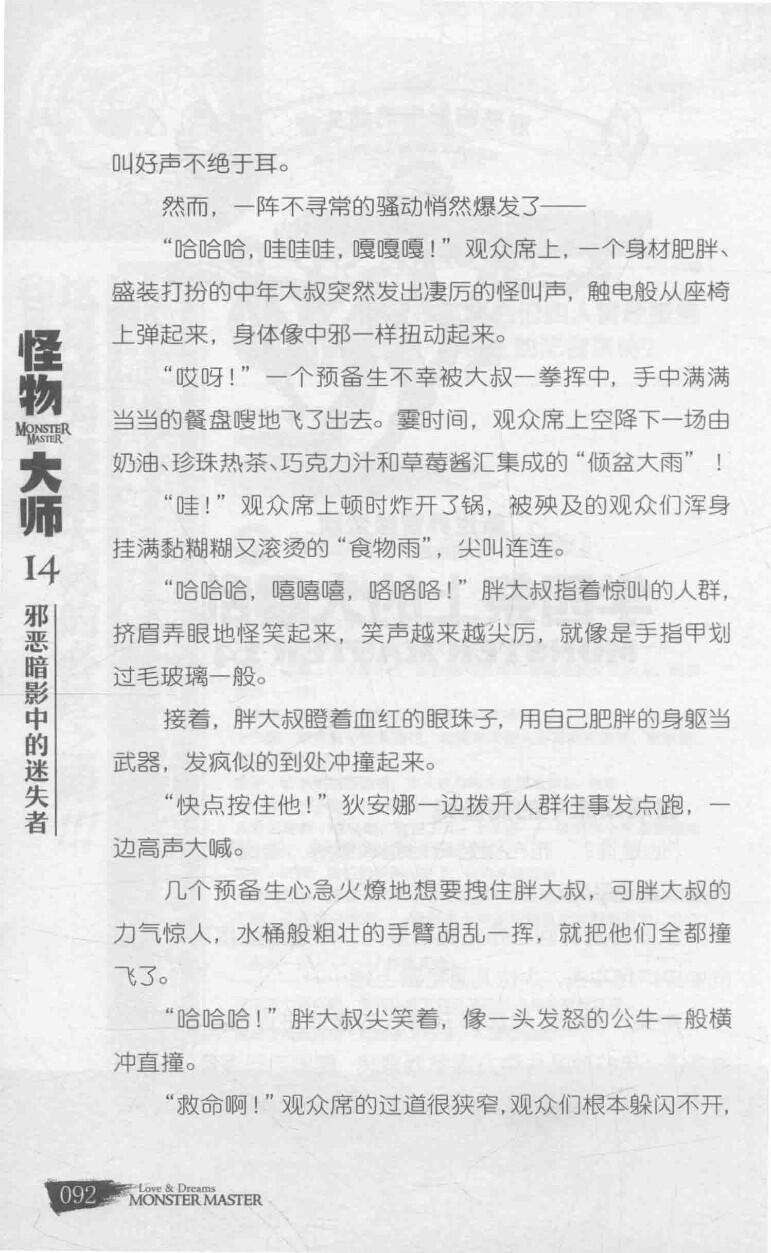 叫好声不绝于耳。
然而，一阵不寻常的骚动悄然爆发了——
“哈哈哈，哇哇哇，嘎嘎嘎！”观众席上，一个身材肥胖、
盛装打扮的中年大叔突然发出凄厉的怪叫声，触电般从座椅
上弹起来，身体像中邪一样扭动起来。
“哎呀！”一个预备生不幸被大叔一拳挥中，手中满满
当当的餐盘嗖地飞了出去。霎时间，观众席上空降下一场由
奶油、珍珠热茶、巧克力汁和草莓酱汇集成的“倾盆大雨”！
“哇！”观众席上顿时炸开了锅，被殃及的观众们浑身
挂满黏糊糊又滚烫的“食物雨”，尖叫连连。
“哈哈哈，嘻嘻嘻，咯咯咯！”胖大叔指着惊叫的人群，
挤眉弄眼地怪笑起来，笑声越来越尖厉，就像是手指甲划
过毛玻璃一般。
接着，胖大叔瞪着血红的眼珠子，用自己肥胖的身躯当
武器，发疯似的到处冲撞起来。
“快点按住他！”狄安娜一边拨开人群往事发点跑，一
边高声大喊。
几个预备生心急火燎地想要拽住胖大叔，可胖大叔的
力气惊人，水桶般粗壮的手臂胡乱一挥，就把他们全都撞
飞了。
“哈哈哈！”胖大叔尖笑着，像一头发怒的公牛一般横
冲直撞。
“救命啊！”观众席的过道很狭窄，观众们根本躲闪不开，
怪物
MONSTER
MASTER
大师
14
邪恶暗影中的迷失者
092
Love & Dreams
MONSTER MASTER